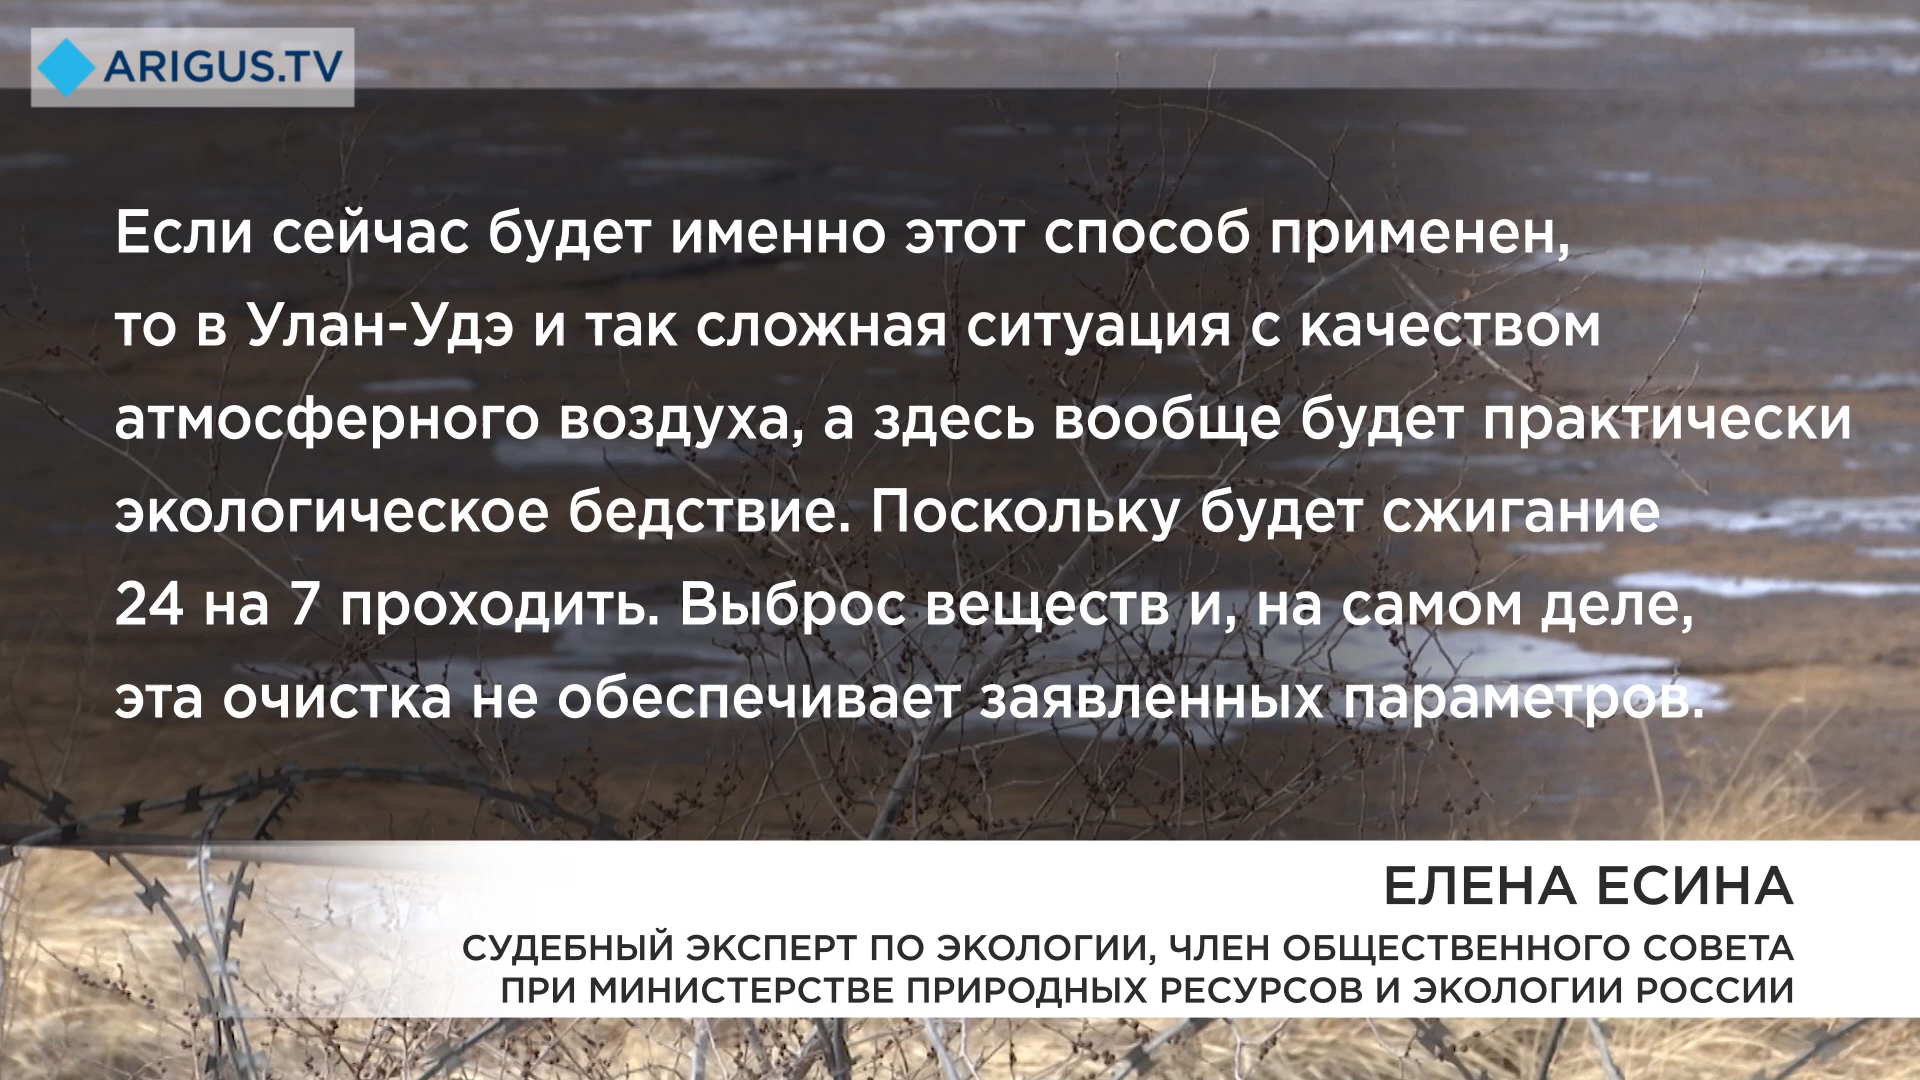 ARIGUS.TV
Если сейчас будет именно этот способ применен,
то в Улан-Удэ и так сложная ситуация с качеством
атмосферного воздуха, а здесь вообще будет практически
экологическое бедствие. Поскольку будет сжигание
24 на 7 проходить. Выброс веществ и, на самом деле,
эта очистка не обеспечивает заявленных параметров.
ЕЛЕНА ЕСИНА
СУДЕБНЫЙ ЭКСПЕРТ ПО ЭКОЛОГИИ, ЧЛЕН ОБЩЕСТВЕННОГО СОВЕТА
ПРИ МИНИСТЕРСТВЕ ПРИРОДНЫХ РЕСУРСОВ И ЭКОЛОГИИ РОССИИ